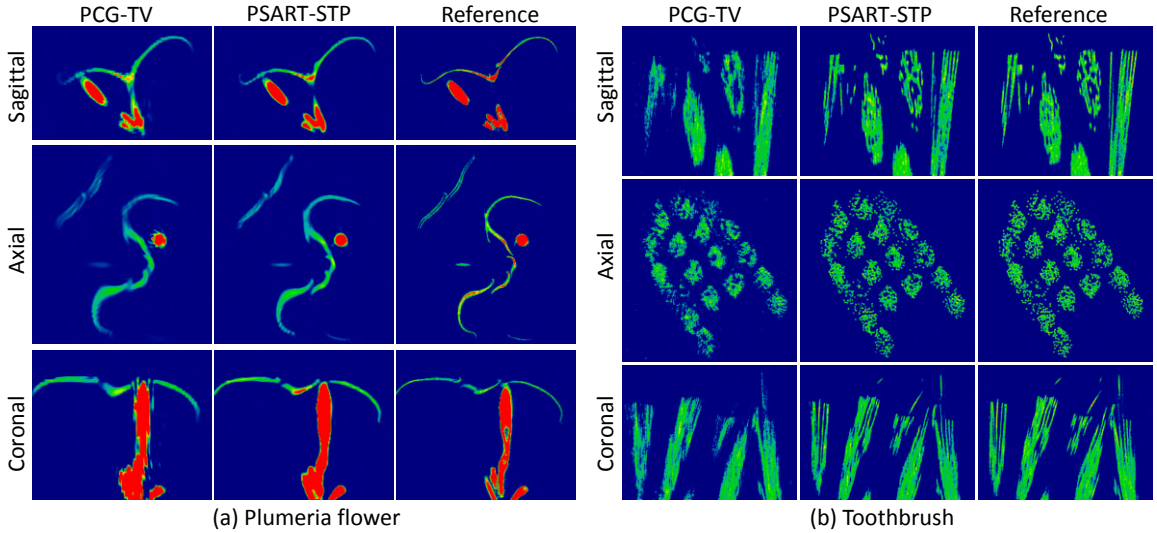 PCG-TV PSART-STP Reference
Sagittal
Axial
Coronal
(a) Plumeria flower
PCG-TV PSART-STP Reference
Sagittal
Axial
Coronal
(b) Toothbrush